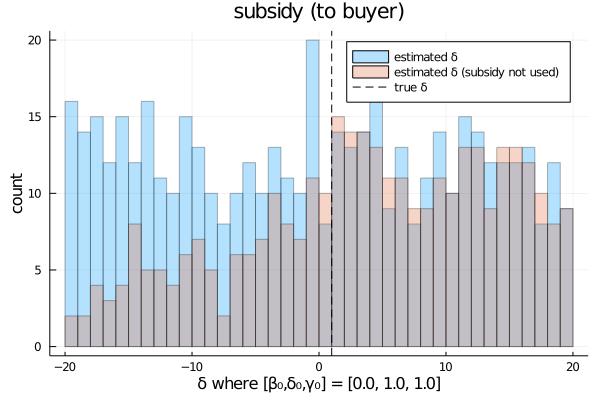 subsidy (to buyer)
20
15
10
5
0
count
estimated δ
estimated δ (subsidy not used)
true δ
−20
−10
0
10
20
δ where [β₀,δ₀,γ₀] = [0.0, 1.0, 1.0]